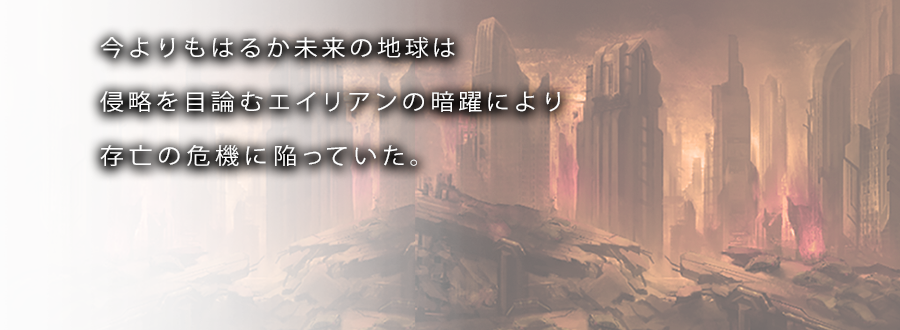 今よりもはるか未来の地球は
侵略を目論むエイリアンの暗躍により
存亡の危機に陥っていた。